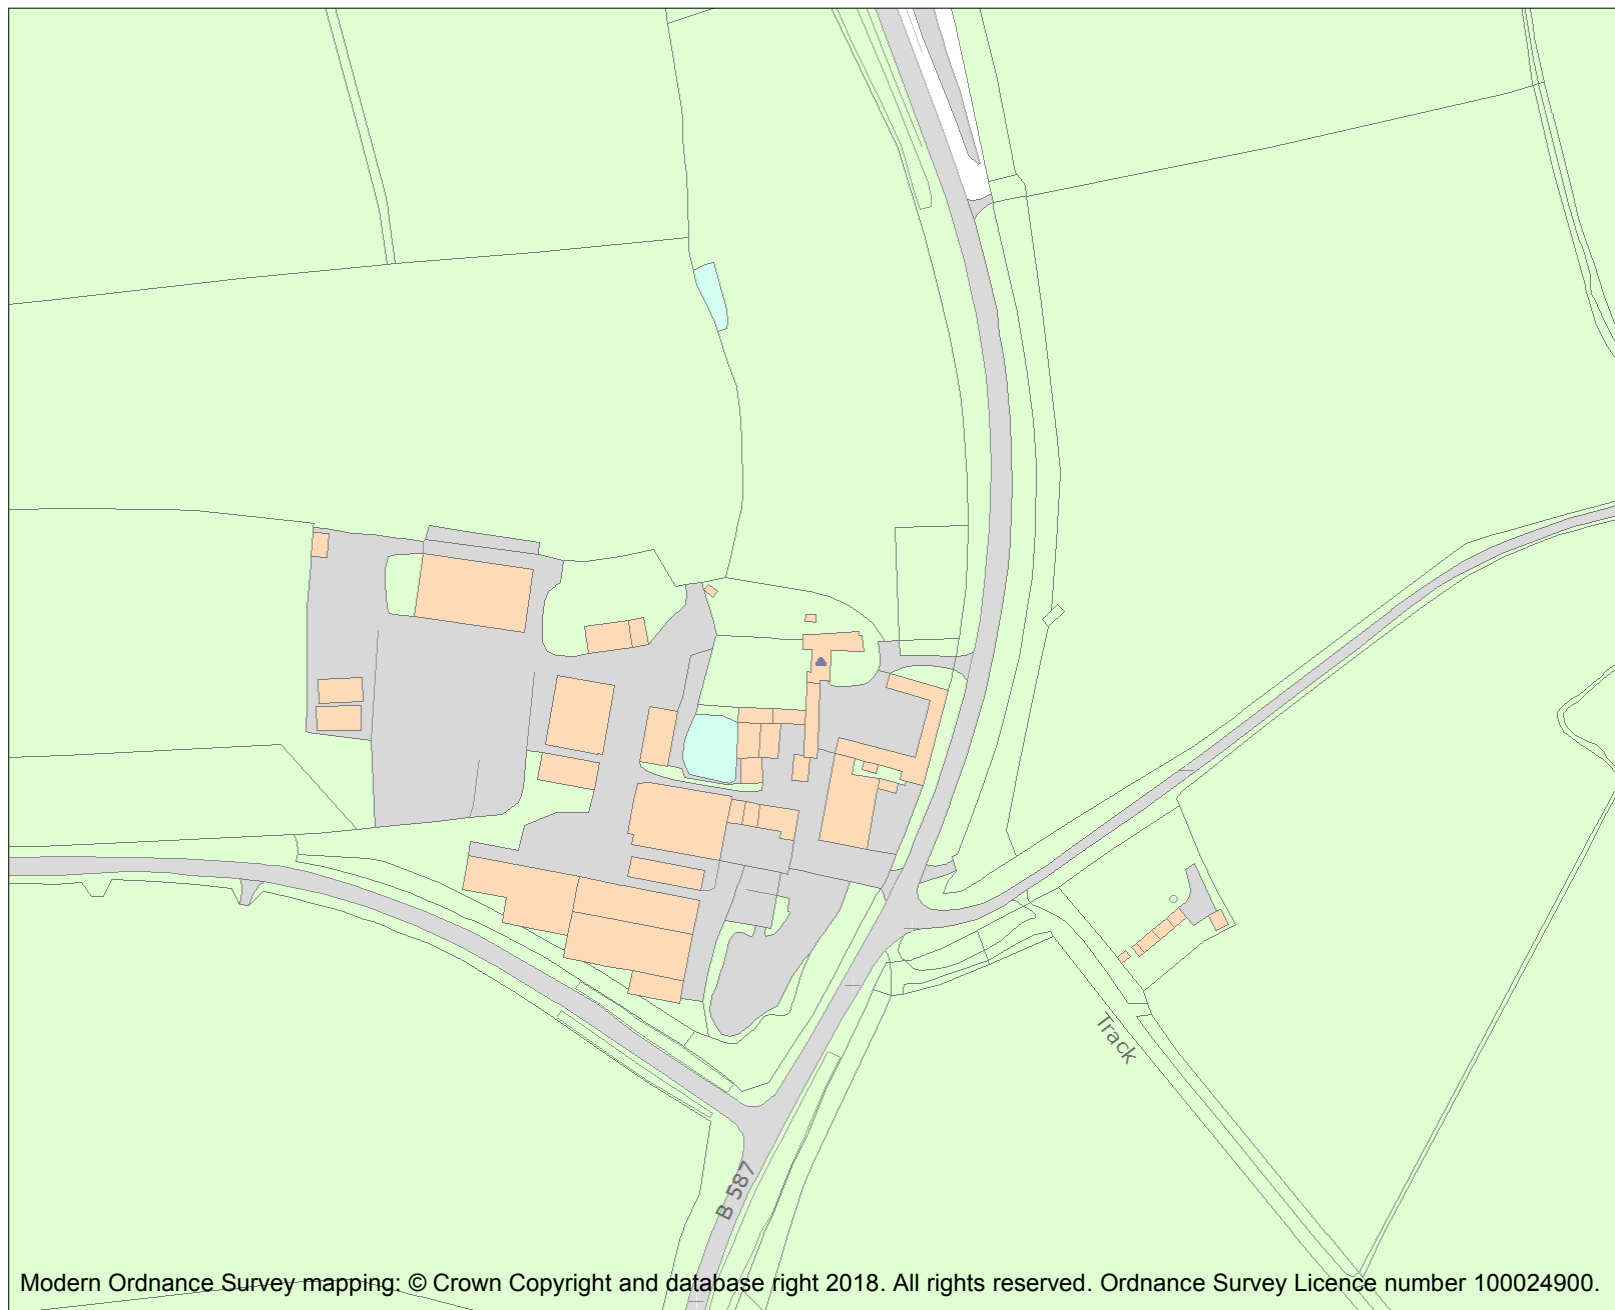 Track
B 587
Modern Ordnance Survey mapping: © Crown Copyright and database right 2018. All rights reserved. Ordnance Survey Licence number 100024900.